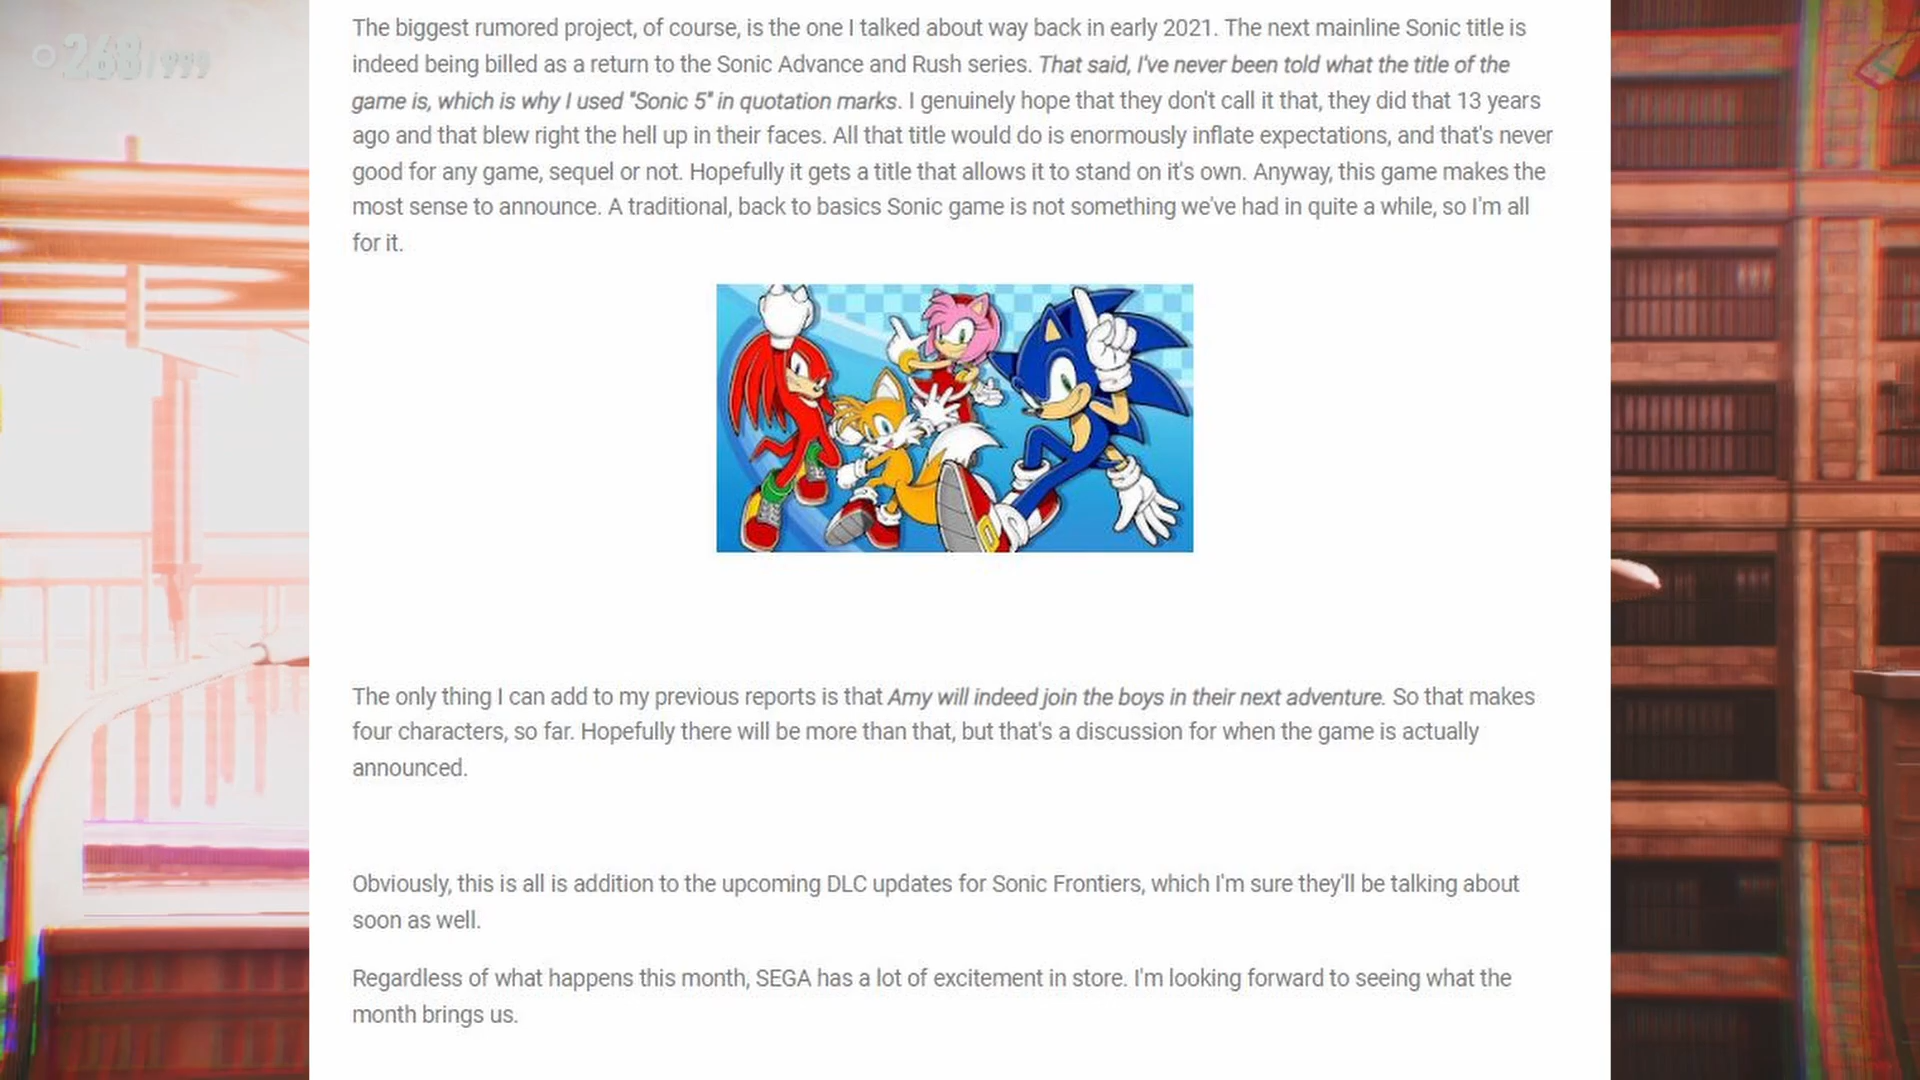 268/999
The biggest rumored project, of course, is the one I talked about way back in early 2021. The next mainline Sonic title is
indeed being billed as a return to the Sonic Advance and Rush series. That said, I've never been told what the title of the
game is, which is why I used "Sonic 5" in quotation marks. I genuinely hope that they don't call it that, they did that 13 years
ago and that blew right the hell up in their faces. All that title would do is enormously inflate expectations, and that's never
good for any game, sequel or not. Hopefully it gets a title that allows it to stand on it's own. Anyway, this game makes the
most sense to announce. A traditional, back to basics Sonic game is not something we've had in quite a while, so I'm all
for it.
The only thing I can add to my previous reports is that Amy will indeed join the boys in their next adventure. So that makes
four characters, so far. Hopefully there will be more than that, but that's a discussion for when the game is actually
announced.
Obviously, this is all is addition to the upcoming DLC updates for Sonic Frontiers, which I'm sure they'll be talking about
soon as well.
Regardless of what happens this month, SEGA has a lot of excitement in store. I'm looking forward to seeing what the
month brings us.